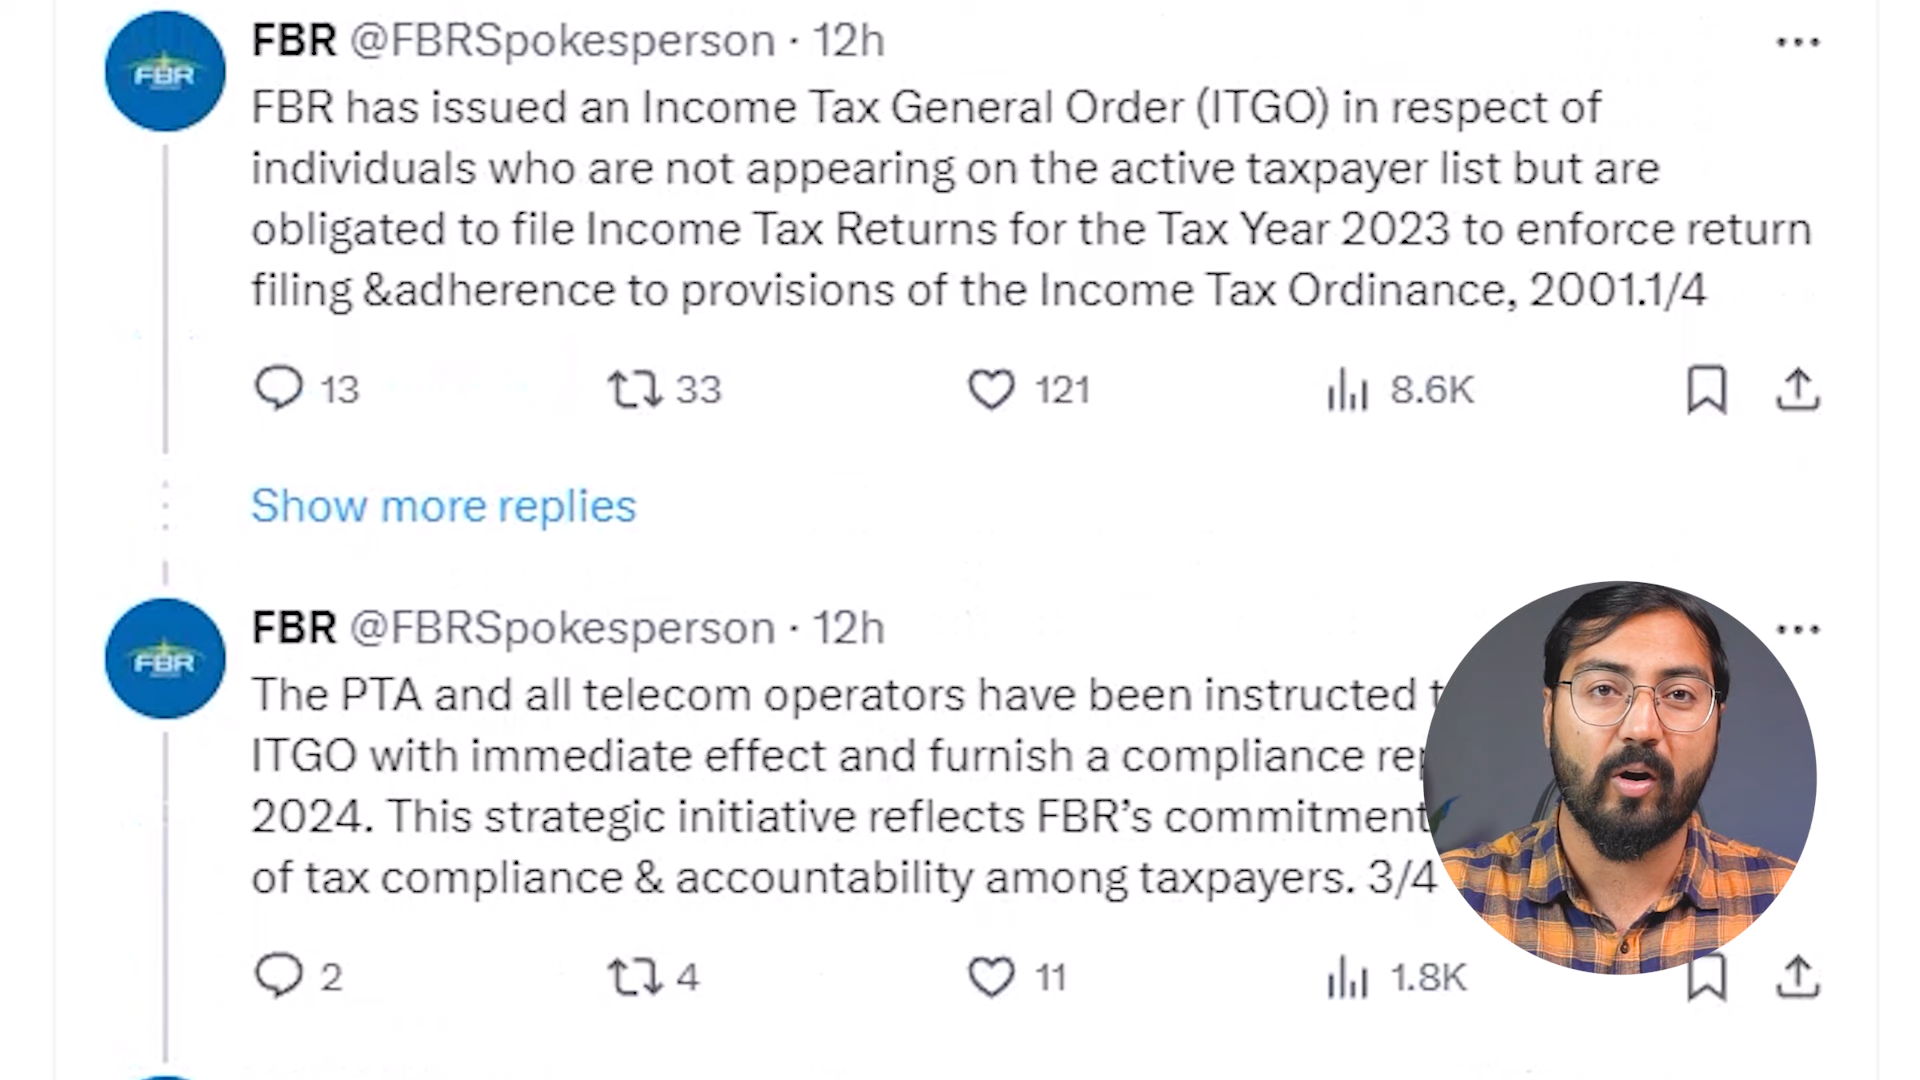 FBR @FBRSpokesperson · 12h
FBR has issued an Income Tax General Order (ITGO) in respect of
individuals who are not appearing on the active taxpayer list but are
obligated to file Income Tax Returns for the Tax Year 2023 to enforce return
filing &adherence to provisions of the Income Tax Ordinance, 2001.1/4
13 33 121 8.6K
Show more replies
FBR @FBRSpokesperson · 12h
The PTA and all telecom operators have been instructed
ITGO with immediate effect and furnish a compliance
2024. This strategic initiative reflects FBR’s commitment
of tax compliance & accountability among taxpayers. 3/4
2 4 11 1.8K
FBR
FBR